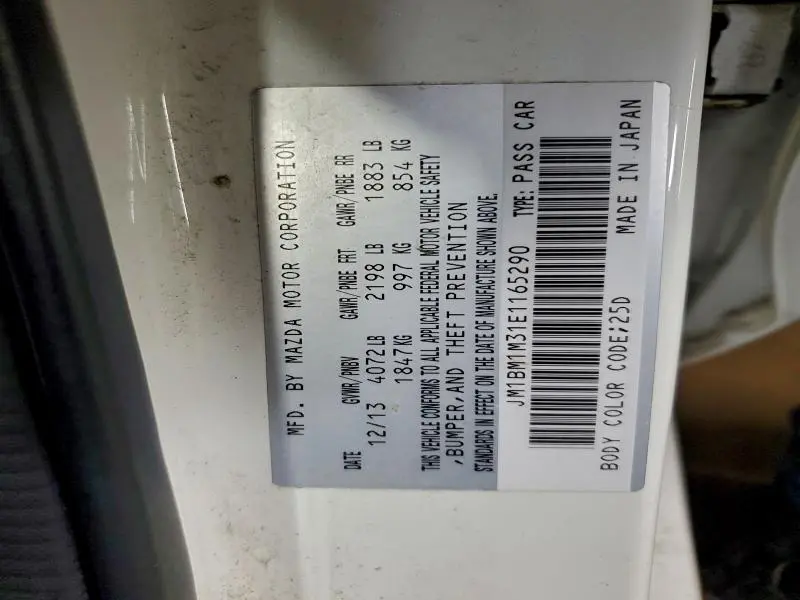 MFD. BY MAZDA MOTOR CORPORATION
DATE GVWR/PNBV GAWR/PNBE FRT GAWR/PNBE RR
12/13 4072LB 2198 LB 1883 LB
1847KG 997 KG 854 KG
THIS VEHICLE CONFORMS TO ALL APPLICABLE FEDERAL MOTOR VEHICLE SAFETY
,BUMPER,AND THEFT PREVENTION
STANDARDS IN EFFECT ON THE DATE OF MANUFACTURE SHOWN ABOVE.
JM1BM1M31E1165290 TYPE: PASS CAR
BODY COLOR CODE;25D MADE IN JAPAN